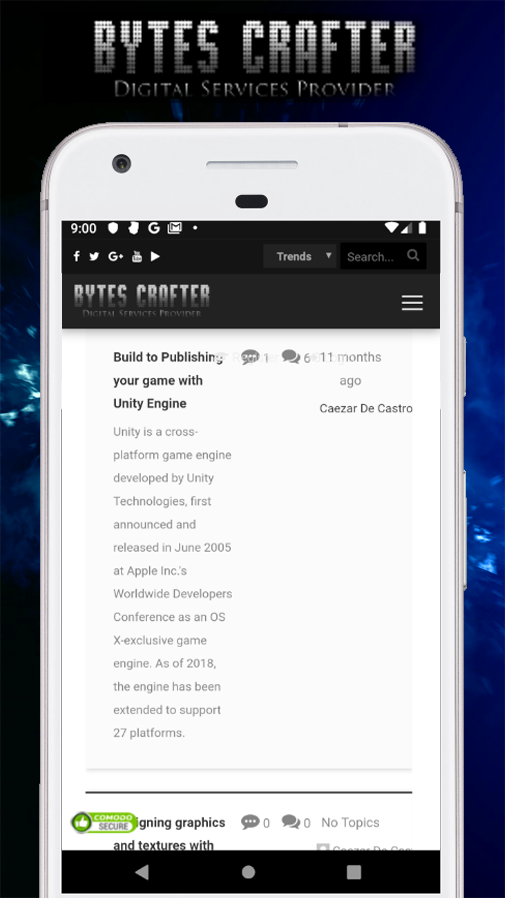 BYTES CRAFTER
DIGITAL SERVICES PROVIDER
9:00
Trends
Search...
BYTES CRAFTER
DIGITAL SERVICES PROVIDER
Build to Publishing 1 6 11 months
your game with ago
Unity Engine
Caezar De Castro
Unity is a cross-
platform game engine
developed by Unity
Technologies, first
announced and
released in June 2005
at Apple Inc.'s
Worldwide Developers
Conference as an OS
X-exclusive game
engine. As of 2018,
the engine has been
extended to support
27 platforms.
COMODO
SECURE
gning graphics 0 0 No Topics
and textures with
Caezar De